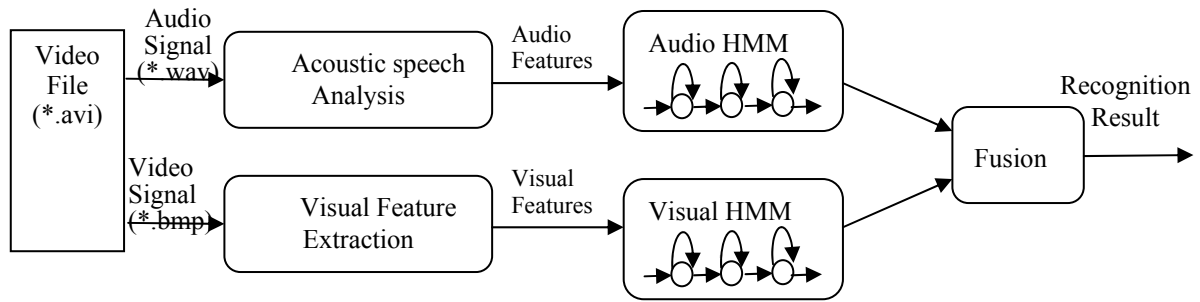 Video
File
(*.avi)
Audio
Signal
(*.wav)
Acoustic speech
Analysis
Audio
Features
Audio HMM
Video
Signal
(*.bmp)
Visual Feature
Extraction
Visual
Features
Visual HMM
Fusion
Recognition
Result